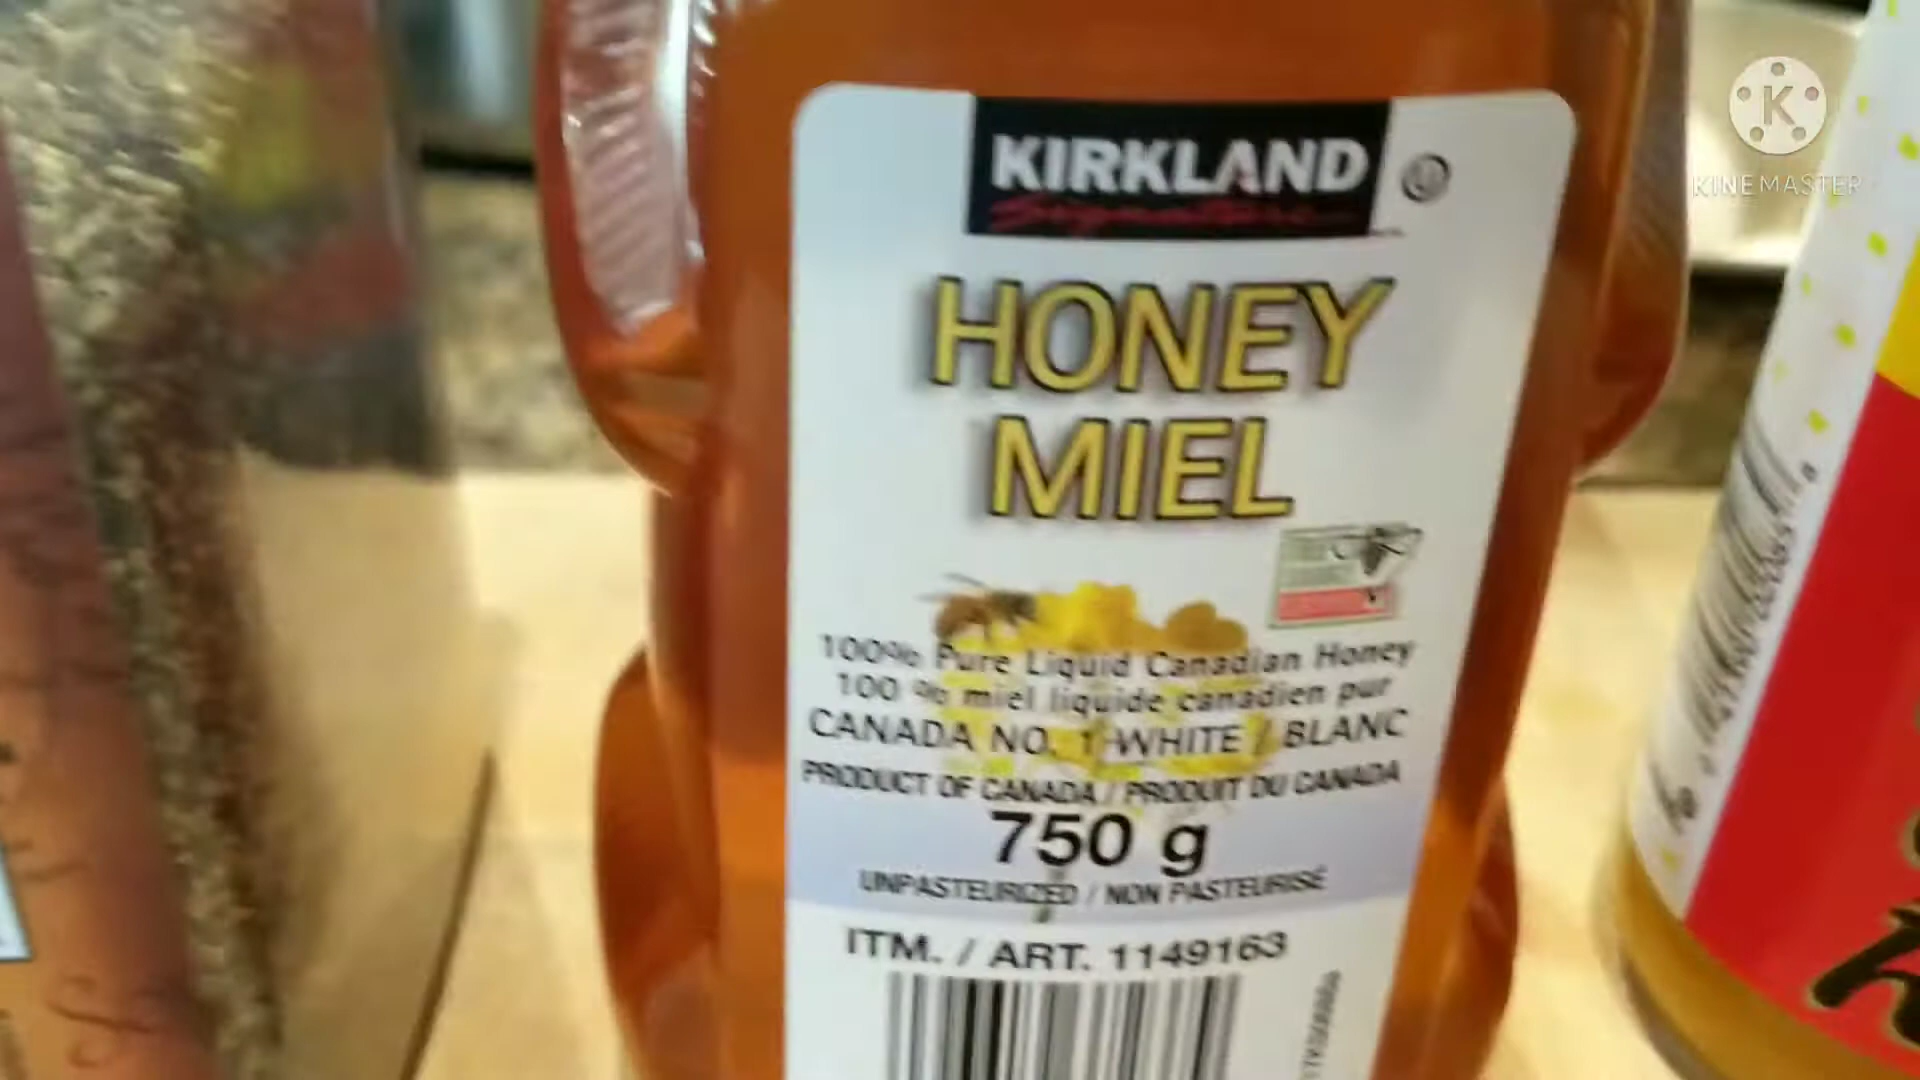 KIRKLAND
Signature
HONEY
MIEL
100% Pure Liquid Canadian Honey
100 % miel liquide canadien pur
CANADA NO. 1 WHITE / BLANC
PRODUCT OF CANADA / PRODUIT DU CANADA
750 g
UNPASTEURIZED / NON PASTEURISÉ
ITM. / ART. 1149163
K
KINEMASTER